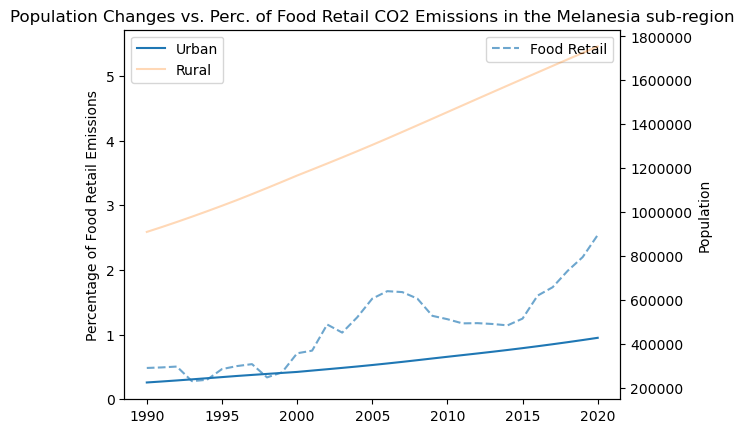 Population Changes vs. Perc. of Food Retail CO2 Emissions in the Melanesia sub-region
Urban
Rural
Food Retail
Percentage of Food Retail Emissions
5
4
3
2
1
0
1800000
1600000
1400000
1200000
1000000
800000
600000
400000
200000
Population
1990 1995 2000 2005 2010 2015 2020